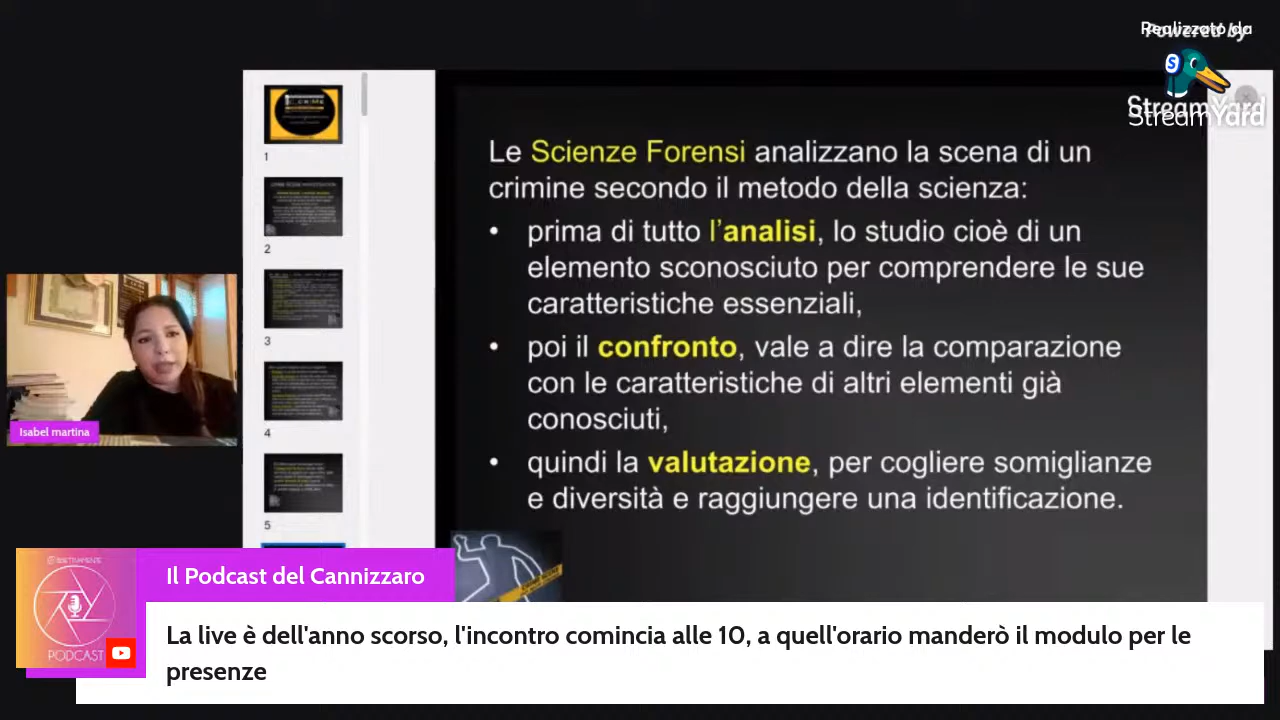 Realizzato da
Powered by
StreamYard
StreamYard
1
2
3
4
5
Le Scienze Forensi analizzano la scena di un
crimine secondo il metodo della scienza:
• prima di tutto l'analisi, lo studio cioè di un
elemento sconosciuto per comprendere le sue
caratteristiche essenziali,
• poi il confronto, vale a dire la comparazione
con le caratteristiche di altri elementi già
conosciuti,
• quindi la valutazione, per cogliere somiglianze
e diversità e raggiungere una identificazione.
Isabel martina
PODCAST
Il Podcast del Cannizzaro
La live è dell'anno scorso, l'incontro comincia alle 10, a quell'orario manderò il modulo per le
presenze